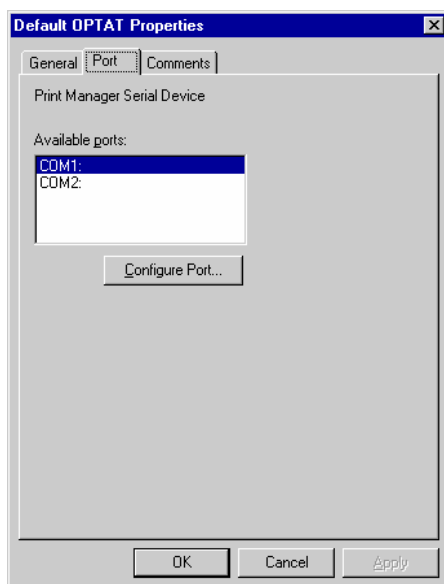 Default OPTAT Properties
General Port Comments
Print Manager Serial Device
Available ports:
COM1:
COM2:
Configure Port...
OK Cancel Apply